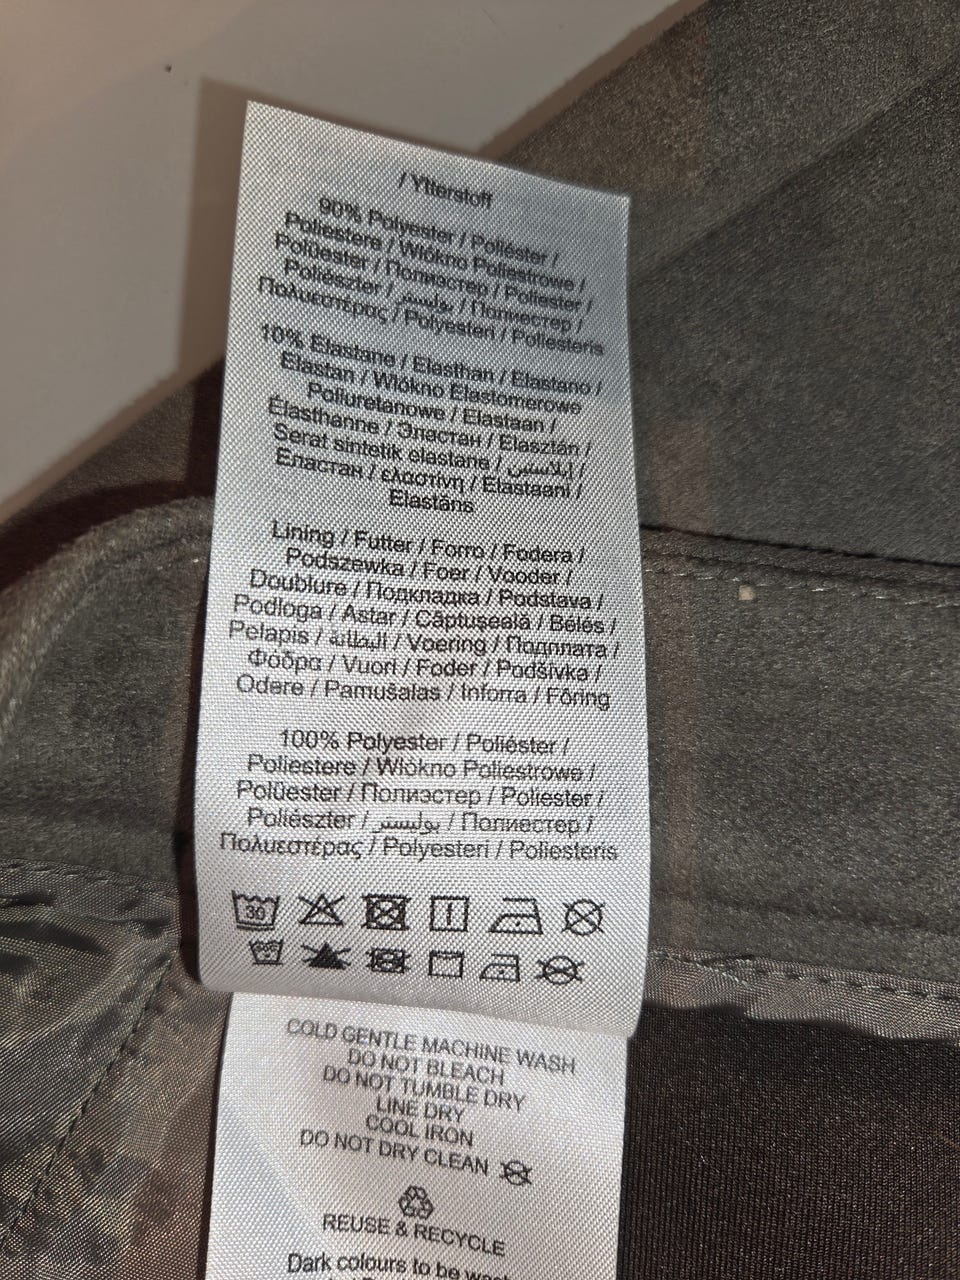 / Ytterstoff
90% Polyester / Poliéster /
Poliestere / Włókno Poliestrowe /
Polüester / Полиэстер / Poliester /
Poliészter / بوليستر / Полиестер /
Πολυεστέρας / Polyesteri / Poliesteris
10% Elastane / Elasthan / Elastano /
Elastan / Włókno Elastomerowe
Poliuretanowe / Elastaan /
Élasthanne / Эластан / Elasztán /
Serat sintetik elastane / إيلاستين /
Еластан / ελαστίνη / Elastaani /
Elastāns
Lining / Futter / Forro / Fodera /
Podszewka / Foer / Vooder /
Doublure / Подкладка / Podstava /
Podloga / Astar / Căptușeală / Bélés /
Pelapis / البطانة / Voering / Подплата /
Φοδρα / Vuori / Foder / Podšívka /
Odere / Pamušalas / Inforra / Fôring
100% Polyester / Poliéster /
Poliestere / Włókno Poliestrowe /
Polüester / Полиэстер / Poliester /
Poliészter / بوليستر / Полиестер /
Πολυεστέρας / Polyesteri / Poliesteris
30
COLD GENTLE MACHINE WASH
DO NOT BLEACH
DO NOT TUMBLE DRY
LINE DRY
COOL IRON
DO NOT DRY CLEAN
REUSE & RECYCLE
Dark colours to be